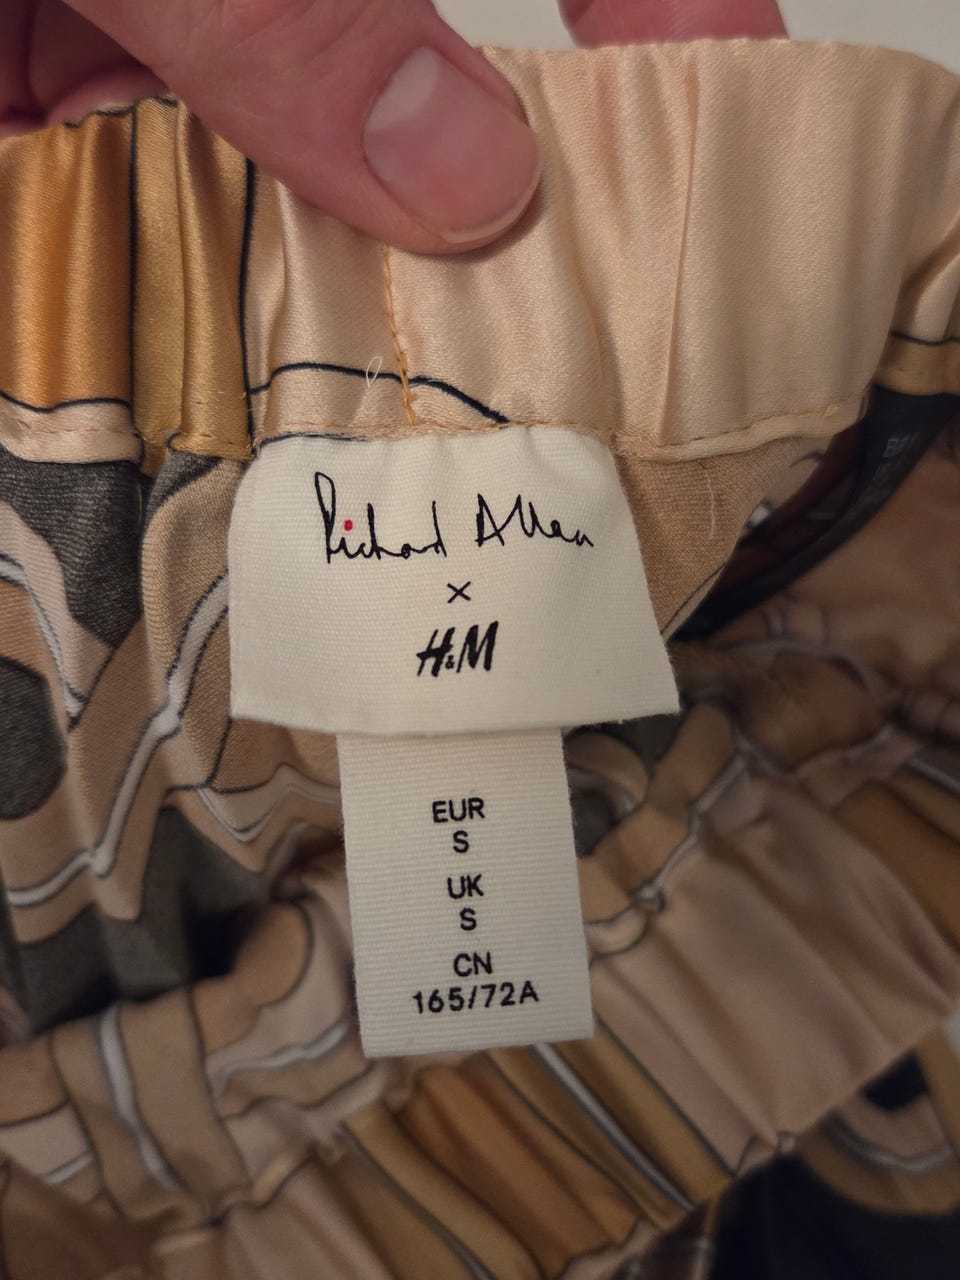 Richard Allan
×
H&M
EUR
S
UK
S
CN
165/72A